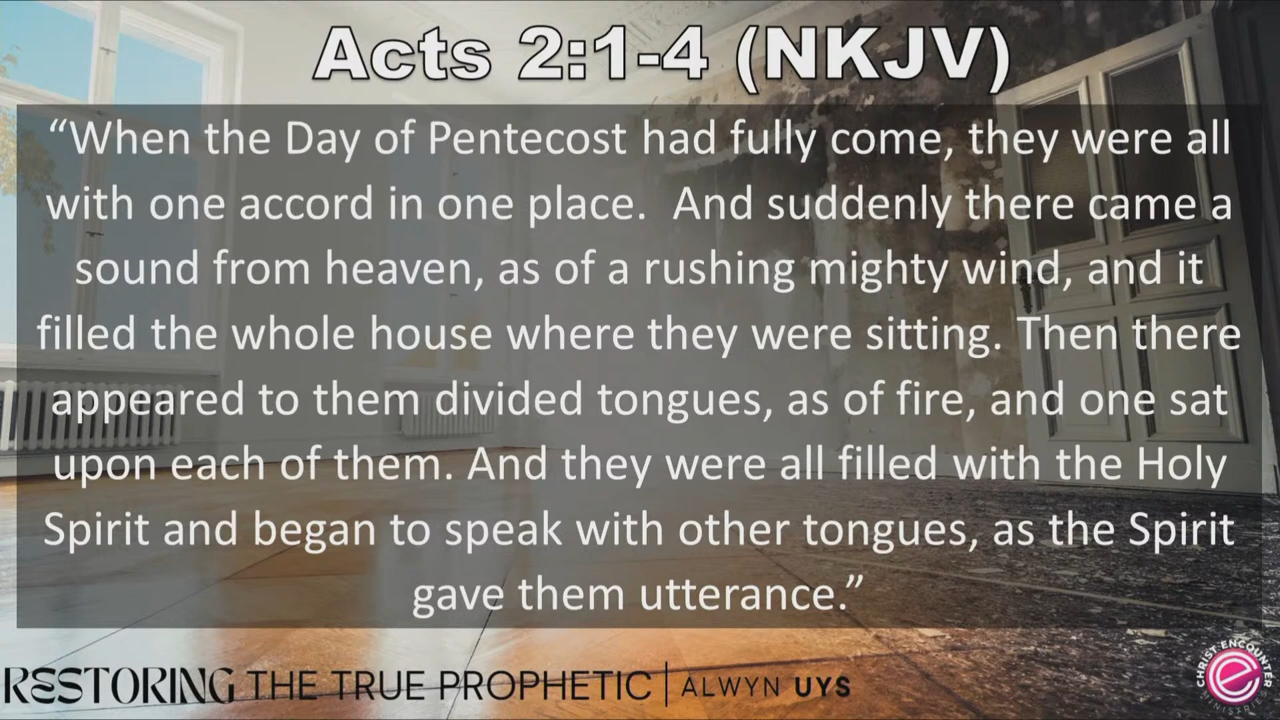 Acts 2:1-4 (NKJV)
“When the Day of Pentecost had fully come, they were all
with one accord in one place.  And suddenly there came a
sound from heaven, as of a rushing mighty wind, and it
filled the whole house where they were sitting. Then there
appeared to them divided tongues, as of fire, and one sat
upon each of them. And they were all filled with the Holy
Spirit and began to speak with other tongues, as the Spirit
gave them utterance.”
RESTORING THE TRUE PROPHETIC | ALWYN UYS
CHRIST ENCOUNTER
MINISTRIES